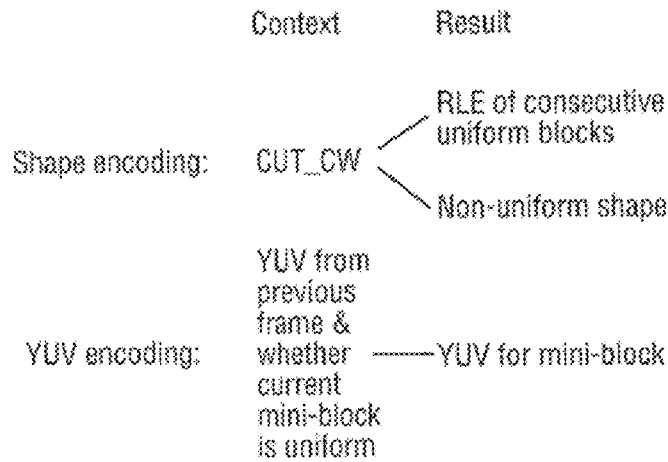 Context Result
RLE of consecutive
uniform blocks
Shape encoding: CUT_CW
Non-uniform shape
YUV from
previous
frame &
YUV encoding: whether YUV for mini-block
current
mini-block
is uniform